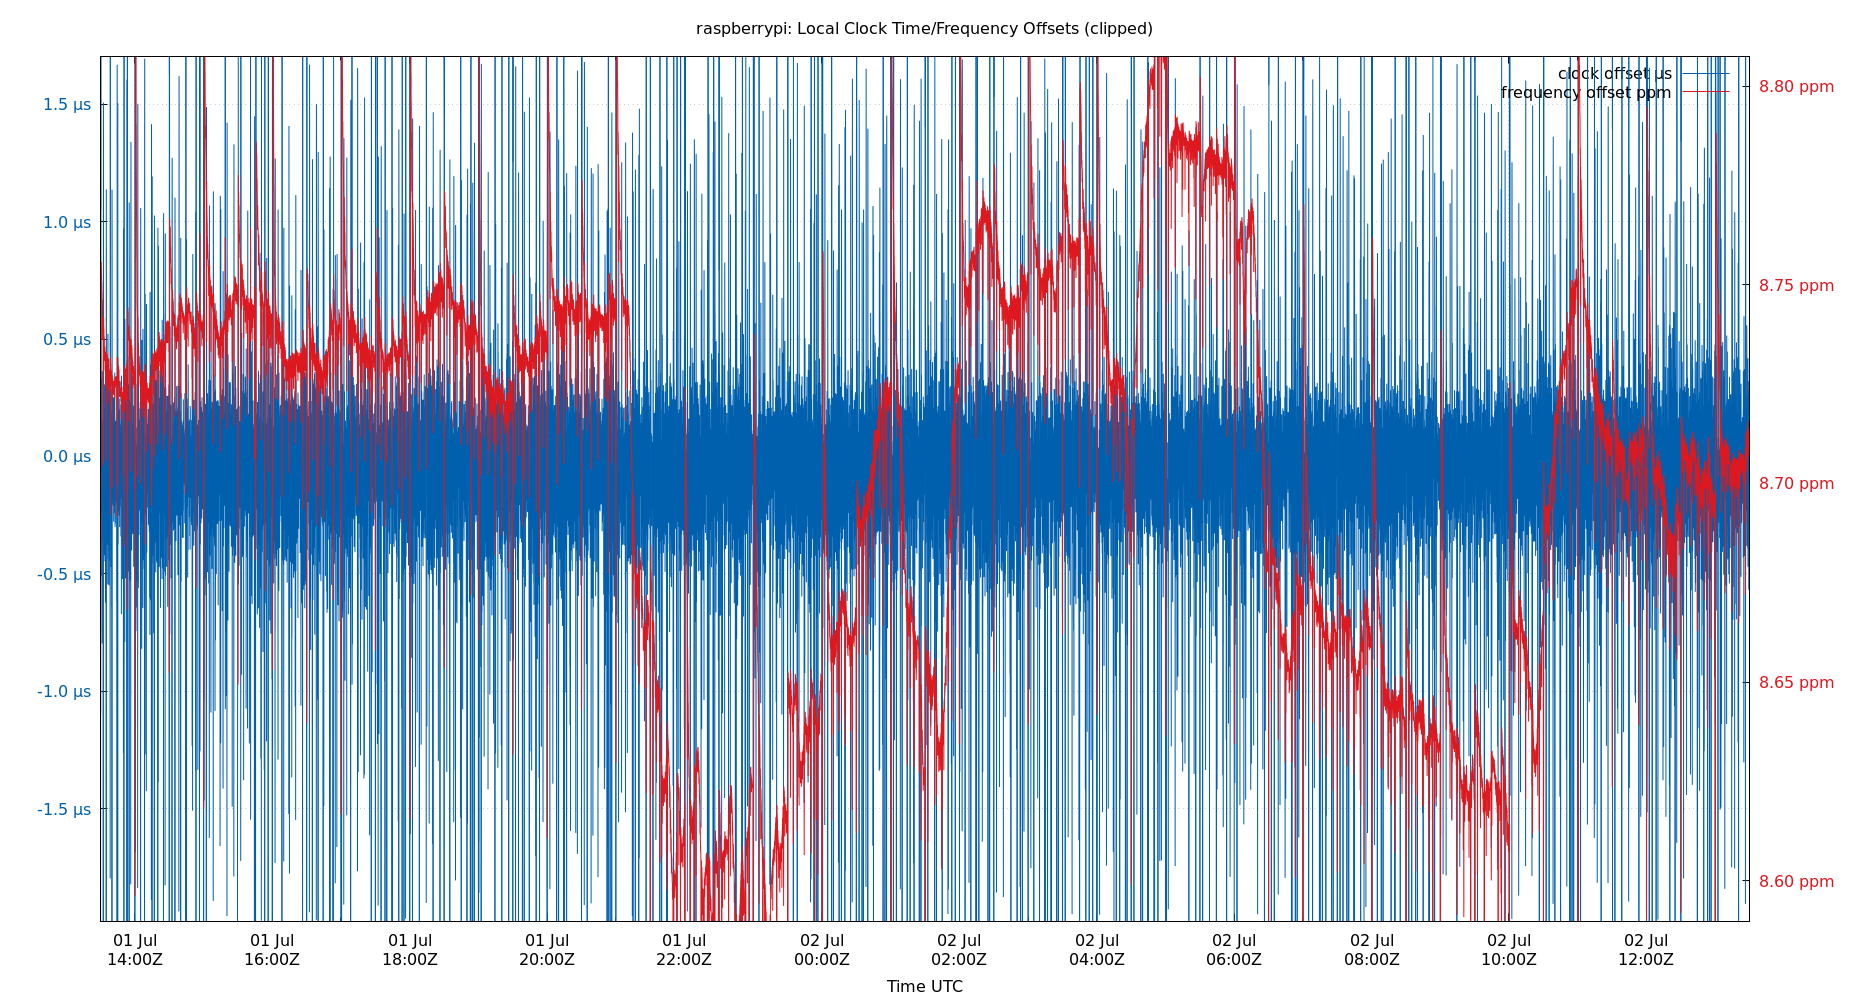 raspberrypi: Local Clock Time/Frequency Offsets (clipped)
clock offset µs
frequency offset ppm
1.5 µs
1.0 µs
0.5 µs
0.0 µs
-0.5 µs
-1.0 µs
-1.5 µs
8.80 ppm
8.75 ppm
8.70 ppm
8.65 ppm
8.60 ppm
01 Jul 01 Jul 01 Jul 01 Jul 01 Jul 02 Jul 02 Jul 02 Jul 02 Jul 02 Jul 02 Jul 02 Jul
14:00Z 16:00Z 18:00Z 20:00Z 22:00Z 00:00Z 02:00Z 04:00Z 06:00Z 08:00Z 10:00Z 12:00Z
Time UTC